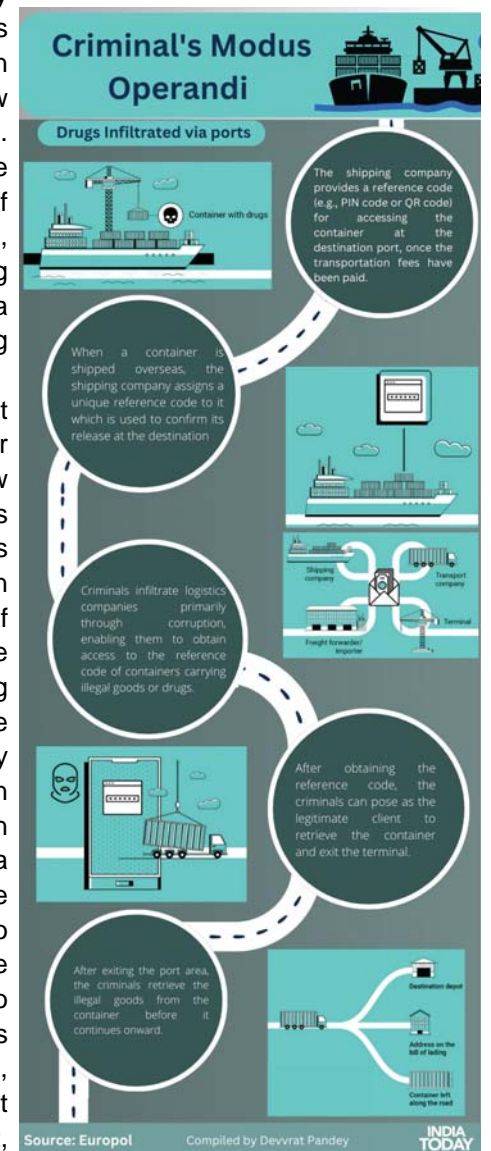 Criminal's Modus
Operandi
Drugs Infiltrated via ports
Container with drugs
The shipping company
provides a reference code
(e.g., PIN code or QR code)
for accessing the
container at the
destination port, once the
transportation fees have
been paid.
When a container is
shipped overseas, the
shipping company assigns a
unique reference code to it
which is used to confirm its
release at the destination
Shipping
company
Transport
company
Freight forwarder/
Importer
Terminal
Criminals infiltrate logistics
companies primarily
through corruption,
enabling them to obtain
access to the reference
code of containers carrying
illegal goods or drugs.
After obtaining the
reference code, the
criminals can pose as the
legitimate client to
retrieve the container
and exit the terminal.
After exiting the port area,
the criminals retrieve the
illegal goods from the
container before it
continues onward.
Destination depot
Address on the
bill of lading
Container left
along the road
Source: Europol
Compiled by Devvrat Pandey
INDIA
TODAY